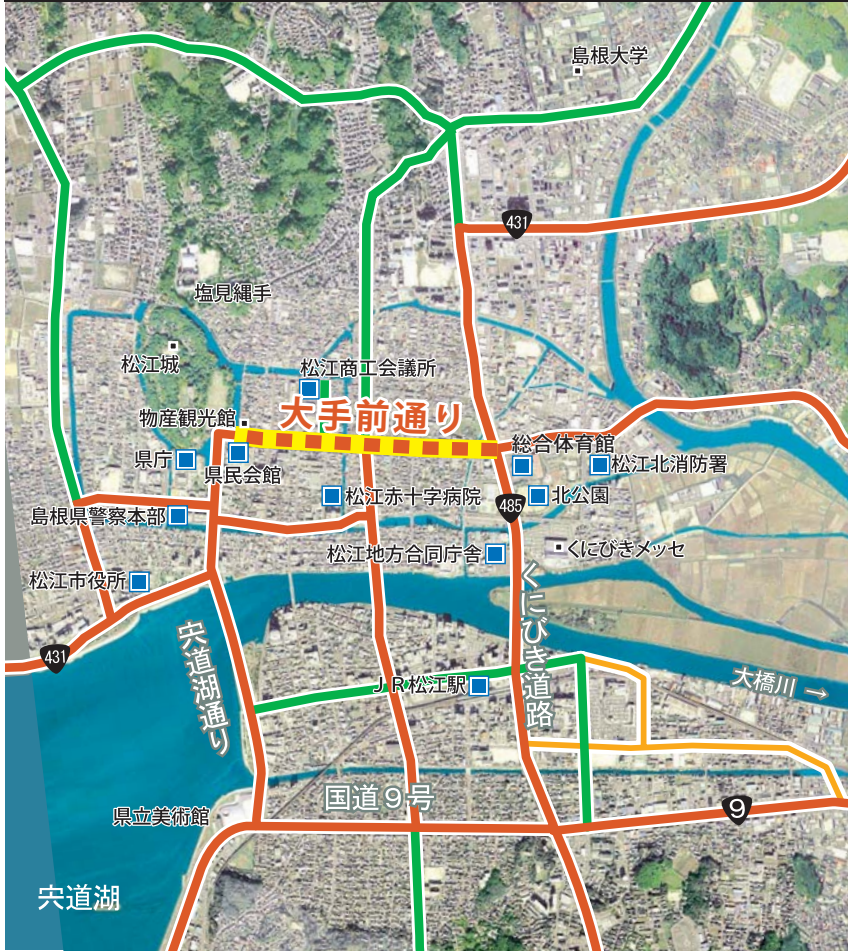 島根大学
431
塩見縄手
松江城
松江商工会議所
物産観光館
大手前通り
県庁
県民会館
総合体育館
松江北消防署
松江赤十字病院
485
北公園
島根県警察本部
松江地方合同庁舎
くにびきメッセ
松江市役所
431
宍道湖通り
くにびき道路
JR松江駅
大橋川→
国道9号
9
県立美術館
宍道湖